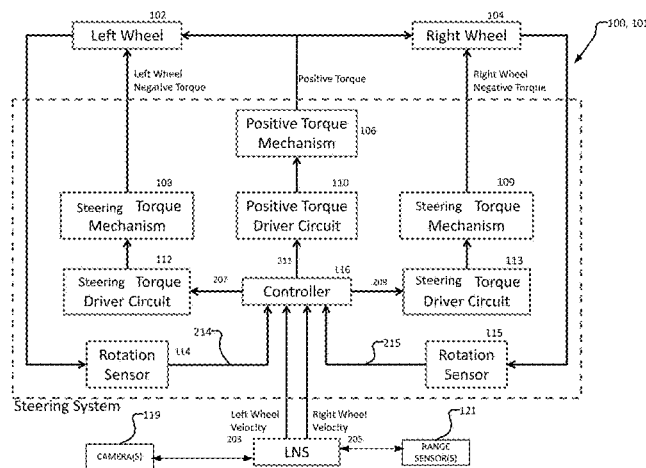 102
Left Wheel
104
Right Wheel
100, 101
Left Wheel
Negative Torque
Positive Torque
Right Wheel
Negative Torque
Positive Torque
Mechanism
106
108
Steering Torque
Mechanism
110
Positive Torque
Driver Circuit
109
Steering Torque
Mechanism
112
Steering Torque
Driver Circuit
207
211
116
Controller
209
113
Steering Torque
Driver Circuit
Rotation
Sensor
114
214
215
115
Rotation
Sensor
Steering System
Left Wheel
Velocity
203
Right Wheel
Velocity
205
119
CAMERA(S)
LNS
121
RANGE
SENSOR(S)